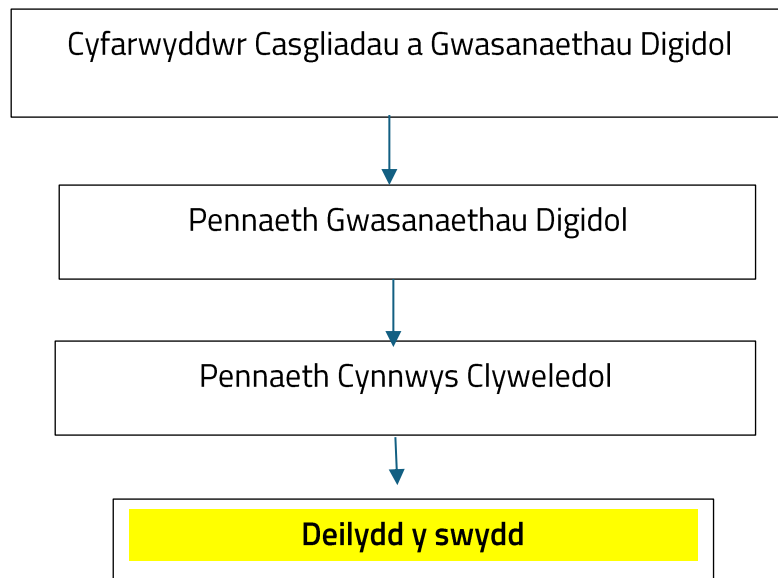 Cyfarwyddwr Casgliadau a Gwasanaethau Digidol
Pennaeth Gwasanaethau Digidol
Pennaeth Cynnwys Clyweledol
Deilydd y swydd